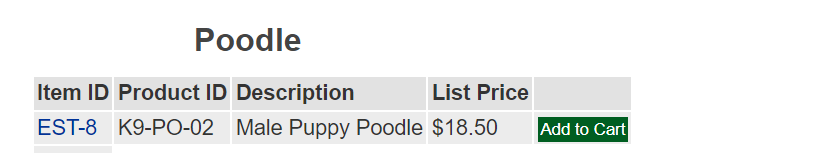 Poodle
Item ID Product ID Description List Price
EST-8 K9-PO-02 Male Puppy Poodle $18.50 Add to Cart